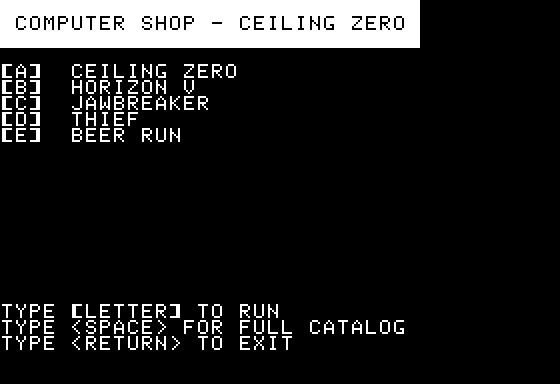 COMPUTER SHOP - CEILING ZERO
[A] CEILING ZERO
[B] HORIZON V
[C] JAWBREAKER
[D] THIEF
[E] BEER RUN
TYPE [LETTER] TO RUN
TYPE <SPACE> FOR FULL CATALOG
TYPE <RETURN> TO EXIT